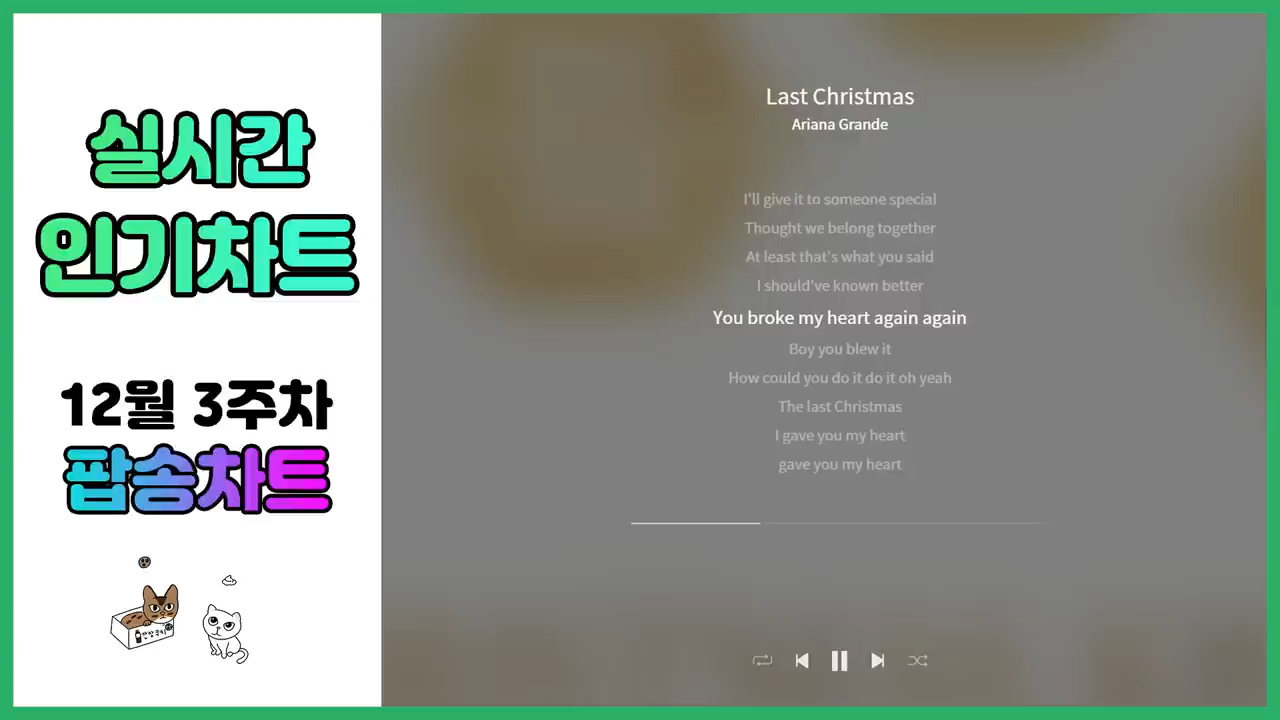 실시간
인기차트
12월 3주차
팝송차트
Last Christmas
Ariana Grande
I'll give it to someone special
Thought we belong together
At least that's what you said
I should've known better
You broke my heart again again
Boy you blew it
How could you do it do it oh yeah
The last Christmas
I gave you my heart
gave you my heart